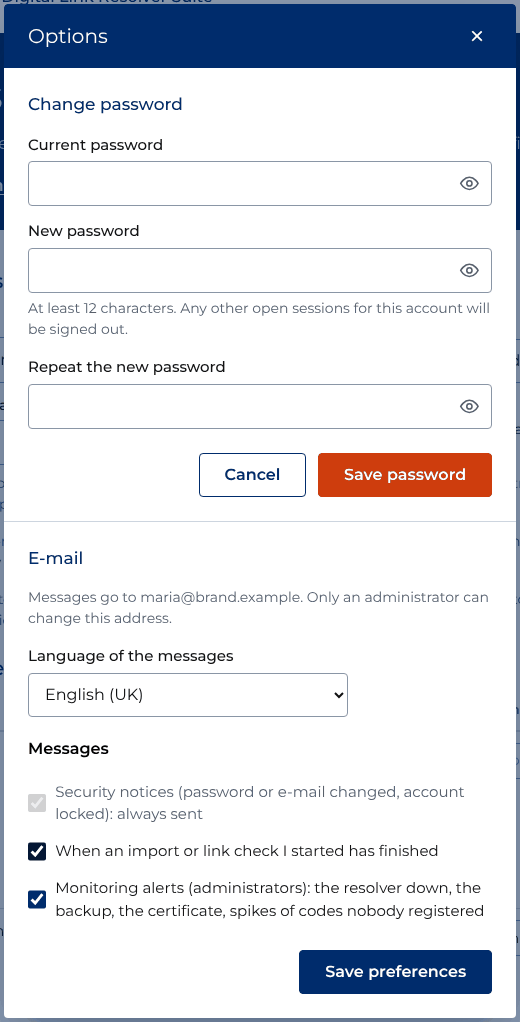 Digital Link Resolver Suite
Options
Change password
Current password
New password
At least 12 characters. Any other open sessions for this account will
be signed out.
Repeat the new password
Cancel
Save password
E-mail
Messages go to maria@brand.example. Only an administrator can
change this address.
Language of the messages
English (UK)
Messages
Security notices (password or e-mail changed, account
locked): always sent
When an import or link check I started has finished
Monitoring alerts (administrators): the resolver down, the
backup, the certificate, spikes of codes nobody registered
Save preferences